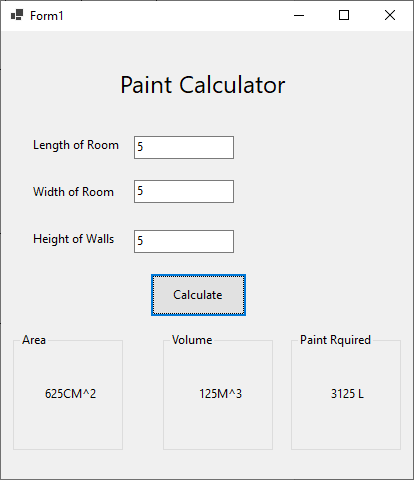 Form1
Paint Calculator
Length of Room 5
Width of Room 5
Height of Walls 5
Calculate
Area Volume Paint Rquired
625CM^2 125M^3 3125 L